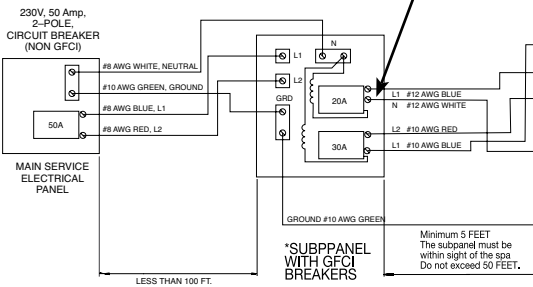 230V, 50 Amp,
2–POLE,
CIRCUIT BREAKER
(NON GFCI)
#8 AWG WHITE, NEUTRAL
#10 AWG GREEN, GROUND
#8 AWG BLUE, L1
50A
#8 AWG RED, L2
MAIN SERVICE
ELECTRICAL
PANEL
L1
N
L2
GRD
20A
L1 #12 AWG BLUE
N #12 AWG WHITE
L2 #10 AWG RED
30A
L1 #10 AWG BLUE
GROUND #10 AWG GREEN
*SUBPPANEL
WITH GFCI
BREAKERS
Minimum 5 FEET
The subpanel must be
within sight of the spa
Do not exceed 50 FEET.
LESS THAN 100 FT.